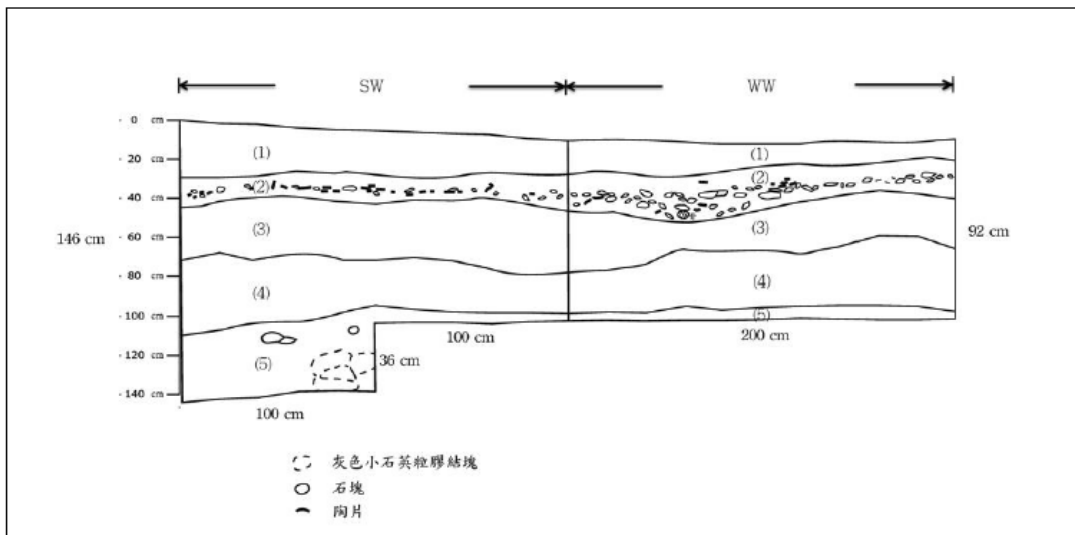 SW WW
- 0 cm
- 20 cm
- 40 cm
- 60 cm
- 80 cm
- 100 cm
- 120 cm
- 140 cm
146 cm
(1)
(2)
(3)
(4)
(5)
(1)
(2)
(3)
(4)
(5)
92 cm
100 cm
200 cm
36 cm
100 cm
灰色小石英粒膠結塊
石塊
陶片